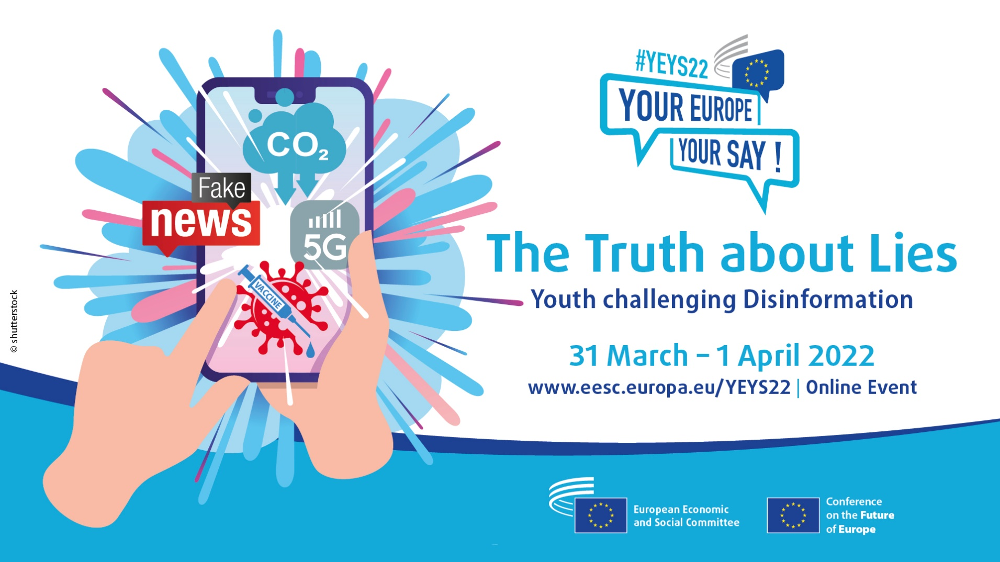 #YEYS22
YOUR EUROPE
YOUR SAY !
CO₂
Fake
news
5G
VACCINE
The Truth about Lies
Youth challenging Disinformation
31 March – 1 April 2022
www.eesc.europa.eu/YEYS22 | Online Event
© shutterstock
European Economic
and Social Committee
Conference
on the Future
of Europe